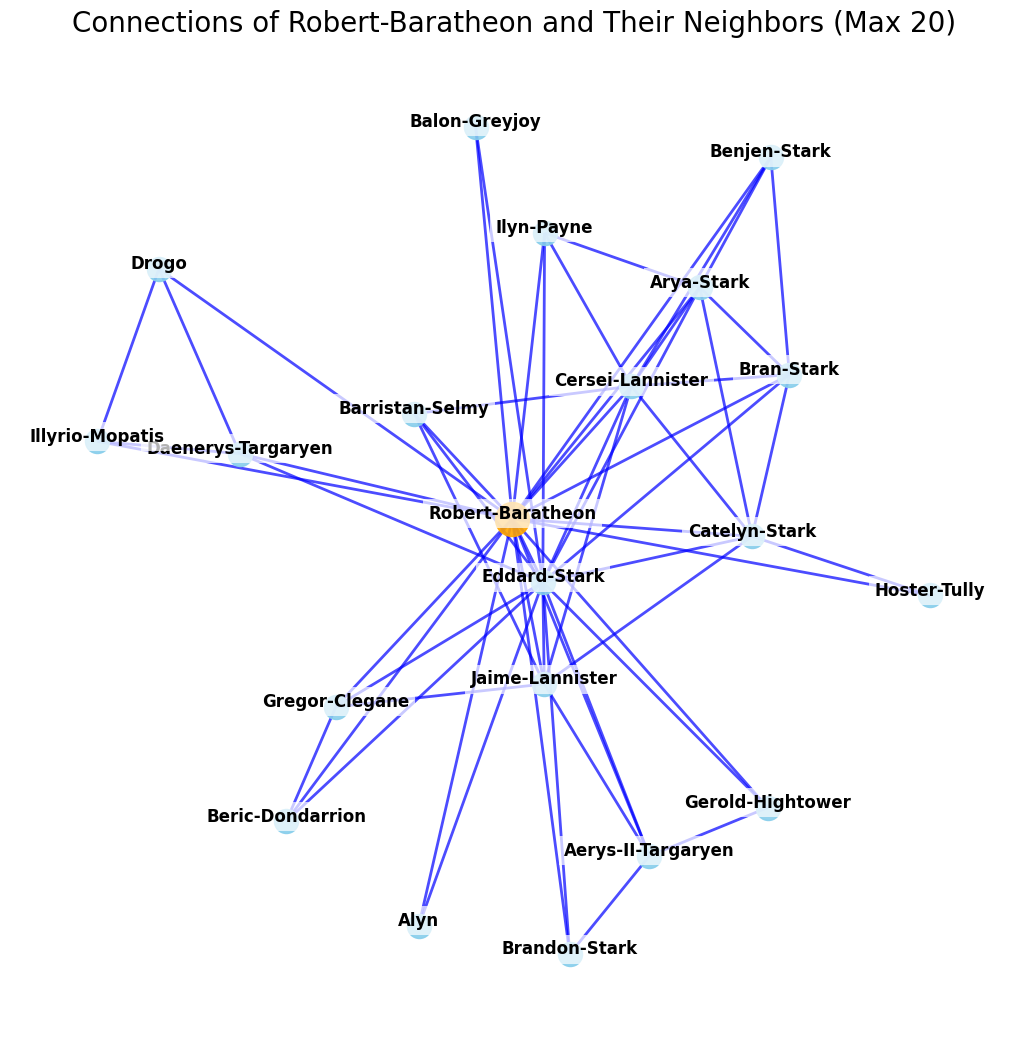 Connections of Robert-Baratheon and Their Neighbors (Max 20)
Balon-Greyjoy
Benjen-Stark
Ilyn-Payne
Drogo
Arya-Stark
Bran-Stark
Cersei-Lannister
Barristan-Selmy
Illyrio-Mopatis
Daenerys-Targaryen
Robert-Baratheon
Catelyn-Stark
Eddard-Stark
Hoster-Tully
Jaime-Lannister
Gregor-Clegane
Gerold-Hightower
Beric-Dondarrion
Aerys-II-Targaryen
Alyn
Brandon-Stark